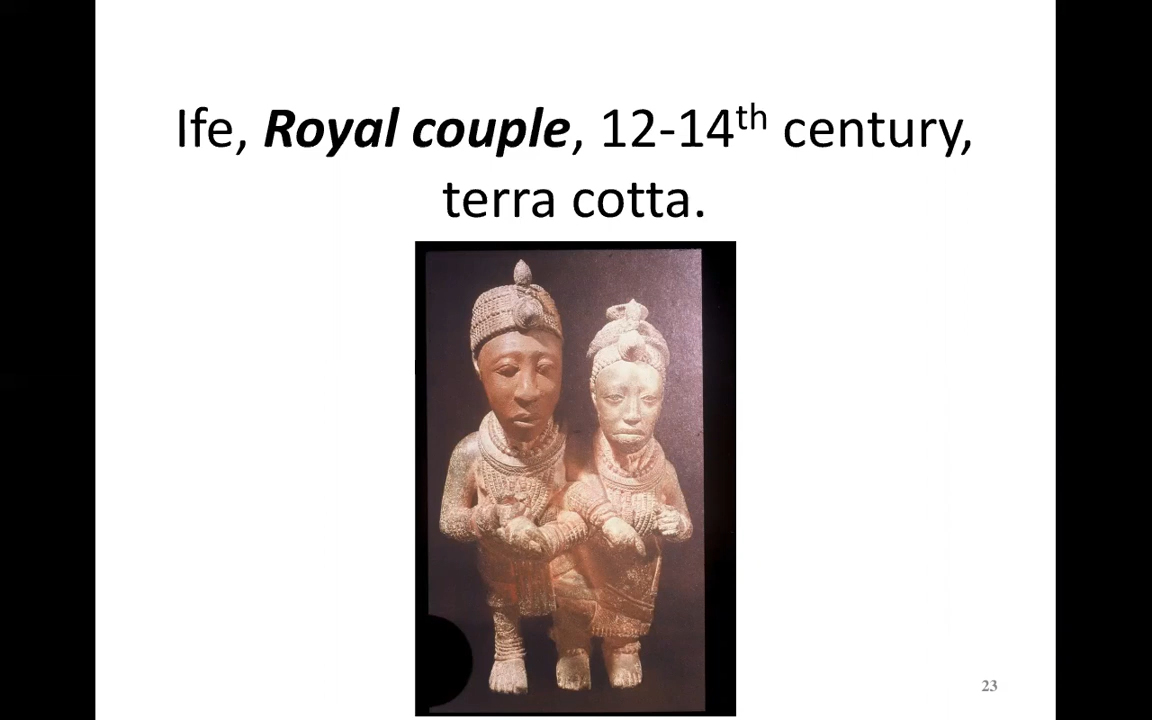 Ife, Royal couple, 12-14th century,
terra cotta.
23